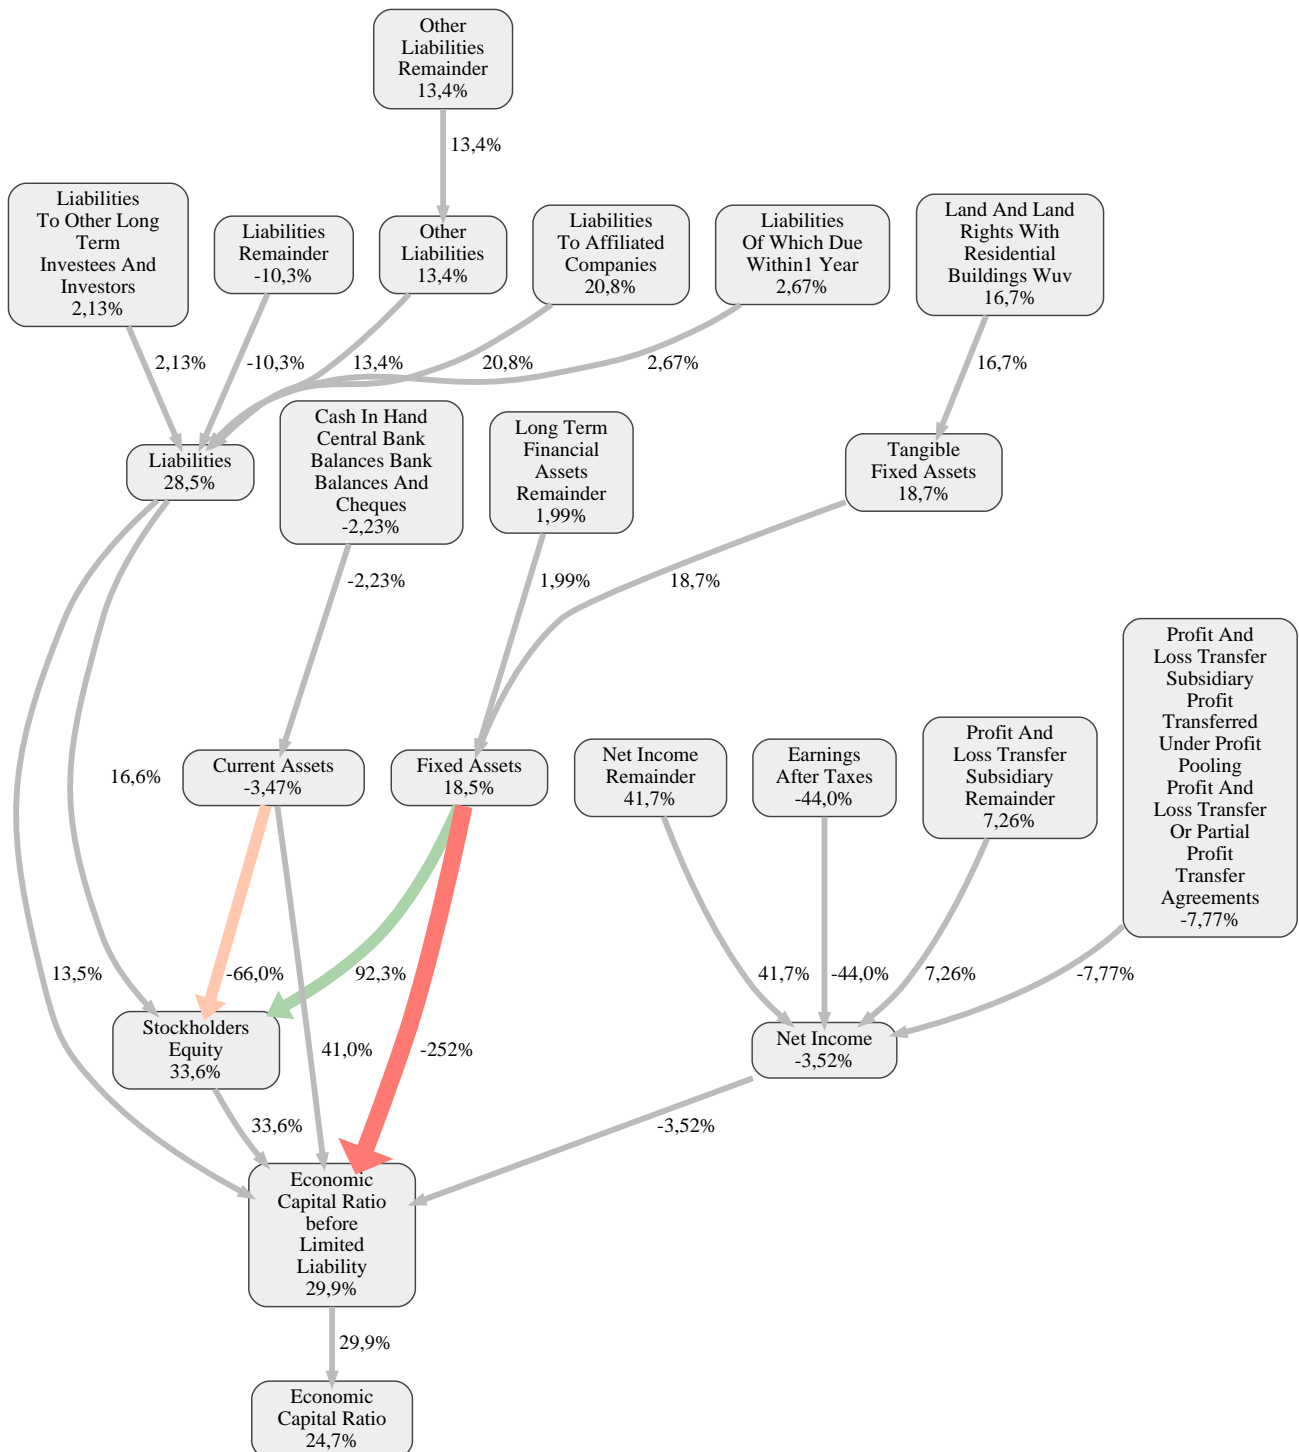 Other
Liabilities
Remainder
13,4%
13,4%
Liabilities
To Other Long
Term
Investees And
Investors
2,13%
Liabilities
Remainder
-10,3%
Other
Liabilities
13,4%
Liabilities
To Affiliated
Companies
20,8%
Liabilities
Of Which Due
Within1 Year
2,67%
Land And Land
Rights With
Residential
Buildings Wuv
16,7%
2,13%
-10,3%
13,4%
20,8%
2,67%
16,7%
Liabilities
28,5%
Cash In Hand
Central Bank
Balances Bank
Balances And
Cheques
-2,23%
Long Term
Financial
Assets
Remainder
1,99%
Tangible
Fixed Assets
18,7%
-2,23%
1,99%
18,7%
Profit And
Loss Transfer
Subsidiary
Profit
Transferred
Under Profit
Pooling
Profit And
Loss Transfer
Or Partial
Profit
Transfer
Agreements
-7,77%
16,6%
Current Assets
-3,47%
Fixed Assets
18,5%
Net Income
Remainder
41,7%
Earnings
After Taxes
-44,0%
Profit And
Loss Transfer
Subsidiary
Remainder
7,26%
13,5%
-66,0%
92,3%
41,7%
-44,0%
7,26%
-7,77%
Stockholders
Equity
33,6%
41,0%
-252%
Net Income
-3,52%
33,6%
-3,52%
Economic
Capital Ratio
before
Limited
Liability
29,9%
29,9%
Economic
Capital Ratio
24,7%